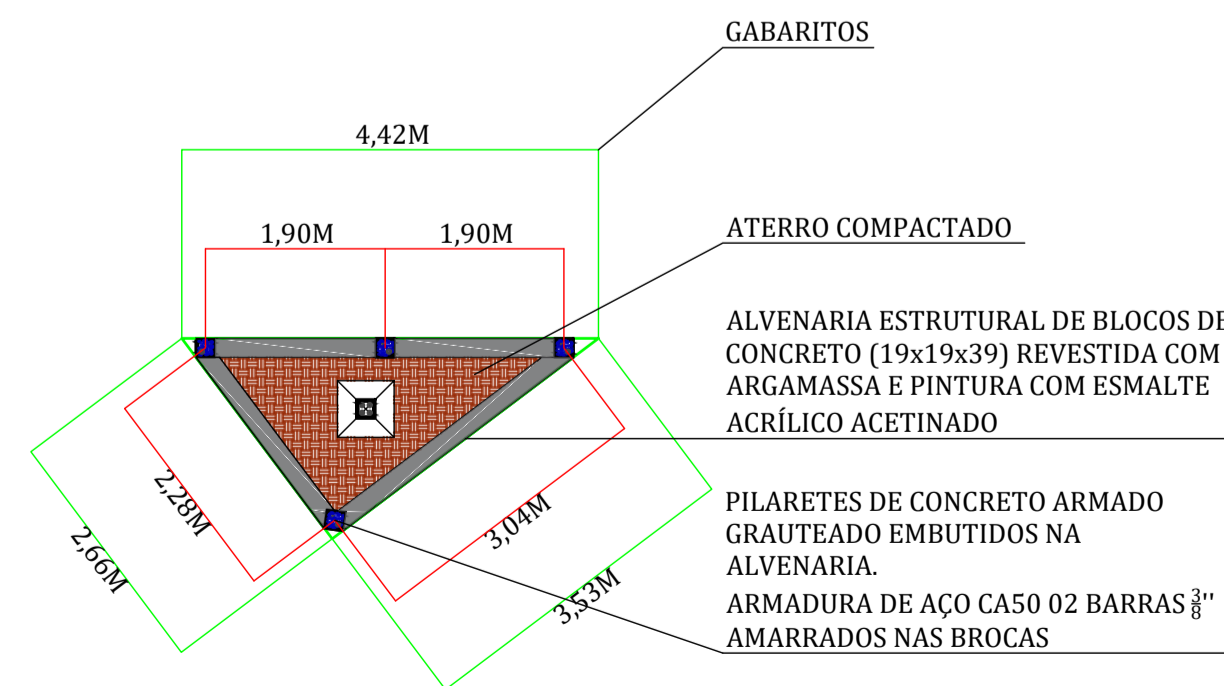 GABARITOS
4,42M
1,90M
1,90M
ATERRO COMPACTADO
ALVENARIA ESTRUTURAL DE BLOCOS DE
CONCRETO (19x19x39) REVESTIDA COM
ARGAMASSA E PINTURA COM ESMALTE
ACRÍLICO ACETINADO
2,28M
3,04M
2,66M
3,53M
PILARETES DE CONCRETO ARMADO
GRAUTEADO EMBUTIDOS NA
ALVENARIA.
ARMADURA DE AÇO CA50 02 BARRAS 3/8''
AMARRADOS NAS BROCAS